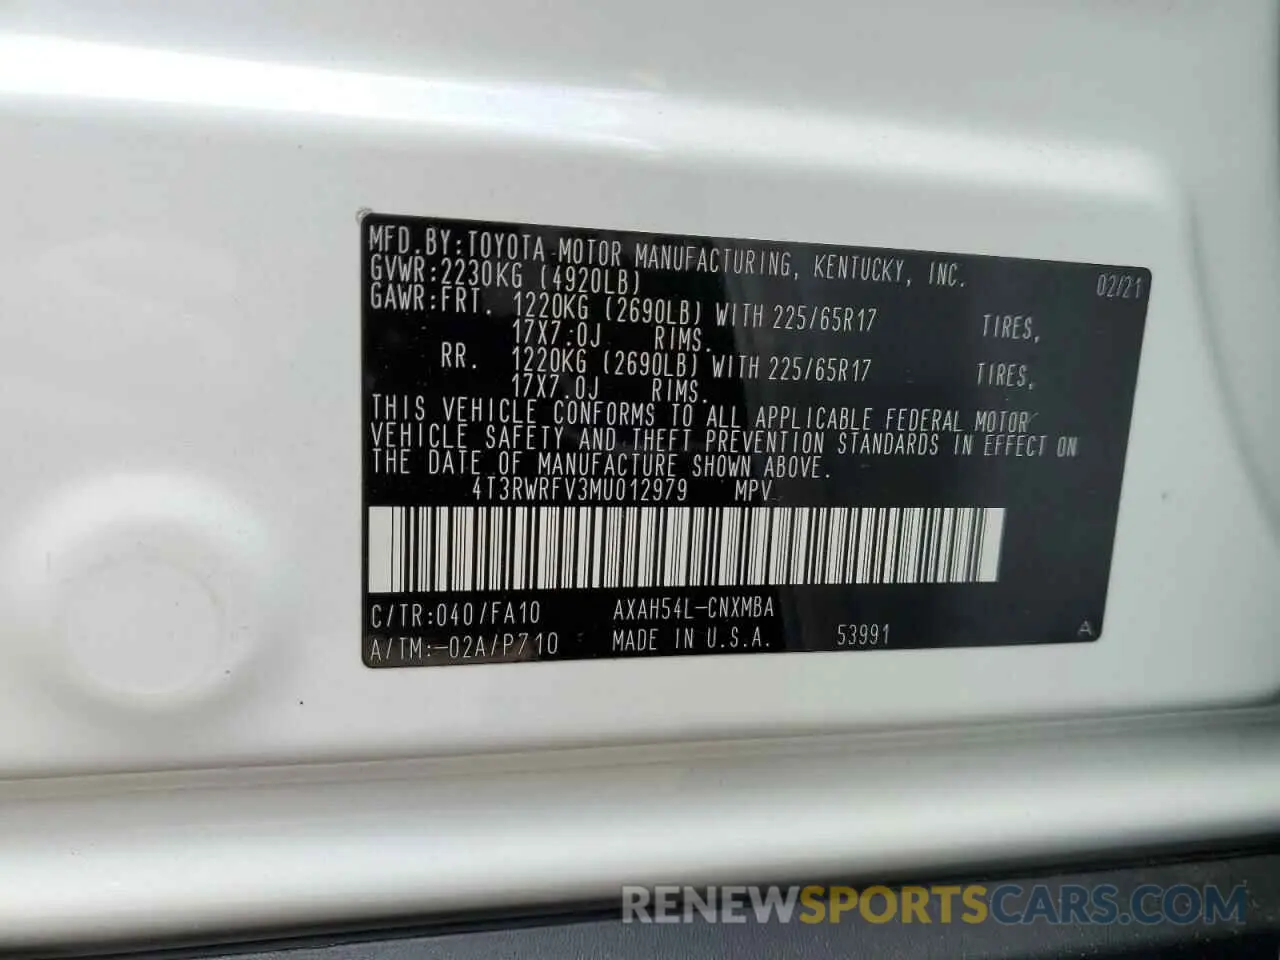 MFD.BY:TOYOTA MOTOR MANUFACTURING, KENTUCKY, INC. 02/21
GVWR:2230KG (4920LB)
GAWR:FRT. 1220KG (2690LB) WITH 225/65R17 TIRES,
17X7.0J RIMS.
RR. 1220KG (2690LB) WITH 225/65R17 TIRES,
17X7.0J RIMS.
THIS VEHICLE CONFORMS TO ALL APPLICABLE FEDERAL MOTOR
VEHICLE SAFETY AND THEFT PREVENTION STANDARDS IN EFFECT ON
THE DATE OF MANUFACTURE SHOWN ABOVE.
4T3RWRFV3MU012979 MPV
C/TR:040/FA10 AXAH54L-CNXMBA
A/TM:-02A/P710 MADE IN U.S.A. 53991 A
RENEWSPORTSCARS.COM